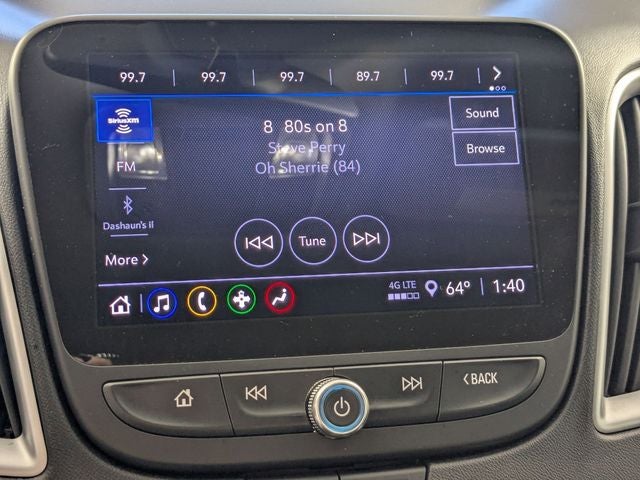 99.7 99.7 99.7 89.7 99.7
SiriusXM
8 80s on 8
Steve Perry
Oh Sherrie (84)
Sound
Browse
FM
Dashaun's il
More
Tune
4G LTE
64°
1:40
BACK